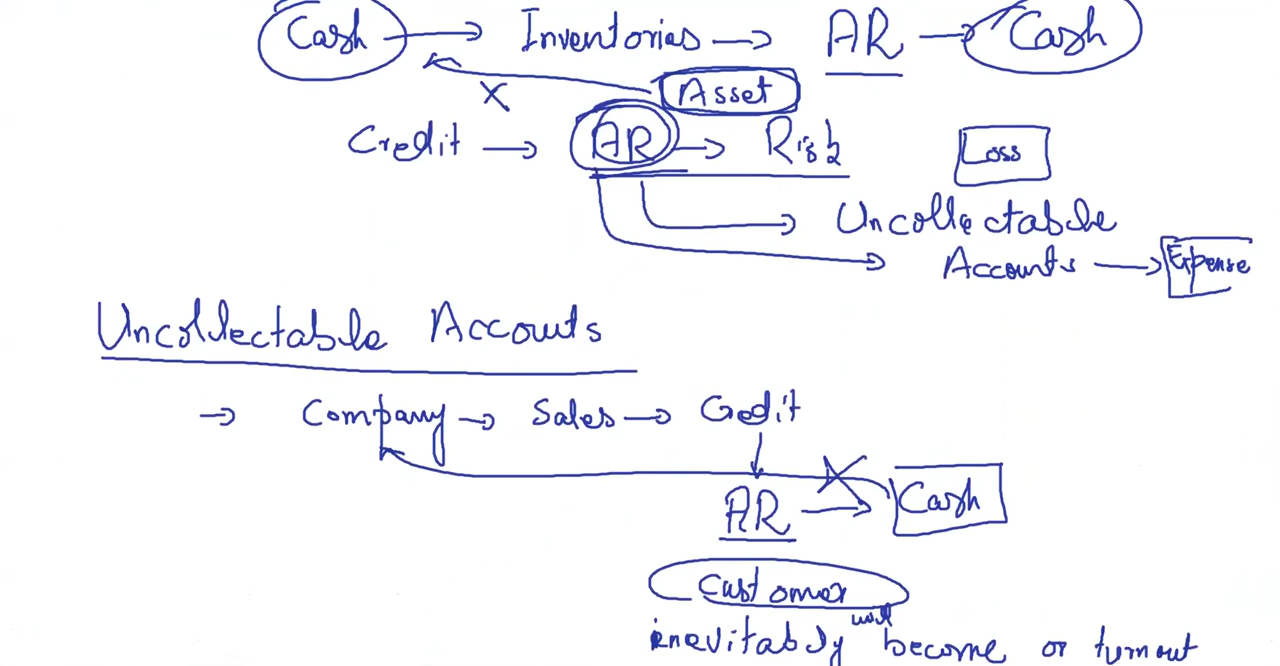 Cash → Inventories → AR → Cash
X Asset
Credit → AR → Risk Loss
Uncollectable
Accounts → Expense
Uncollectable Accouts
→ Company → Sales → Credit
AR → Cash
Customer
inevitably will become or turnout